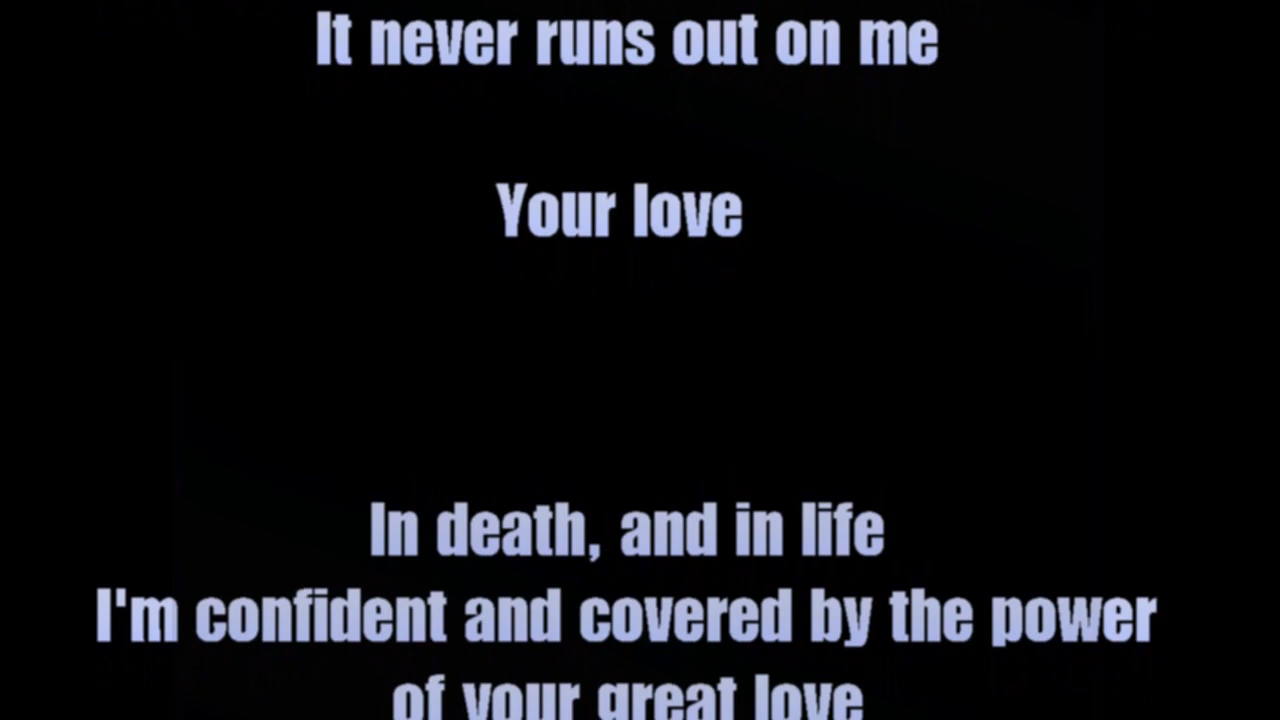 It never runs out on me
Your love
In death, and in life
I'm confident and covered by the power
of your great love